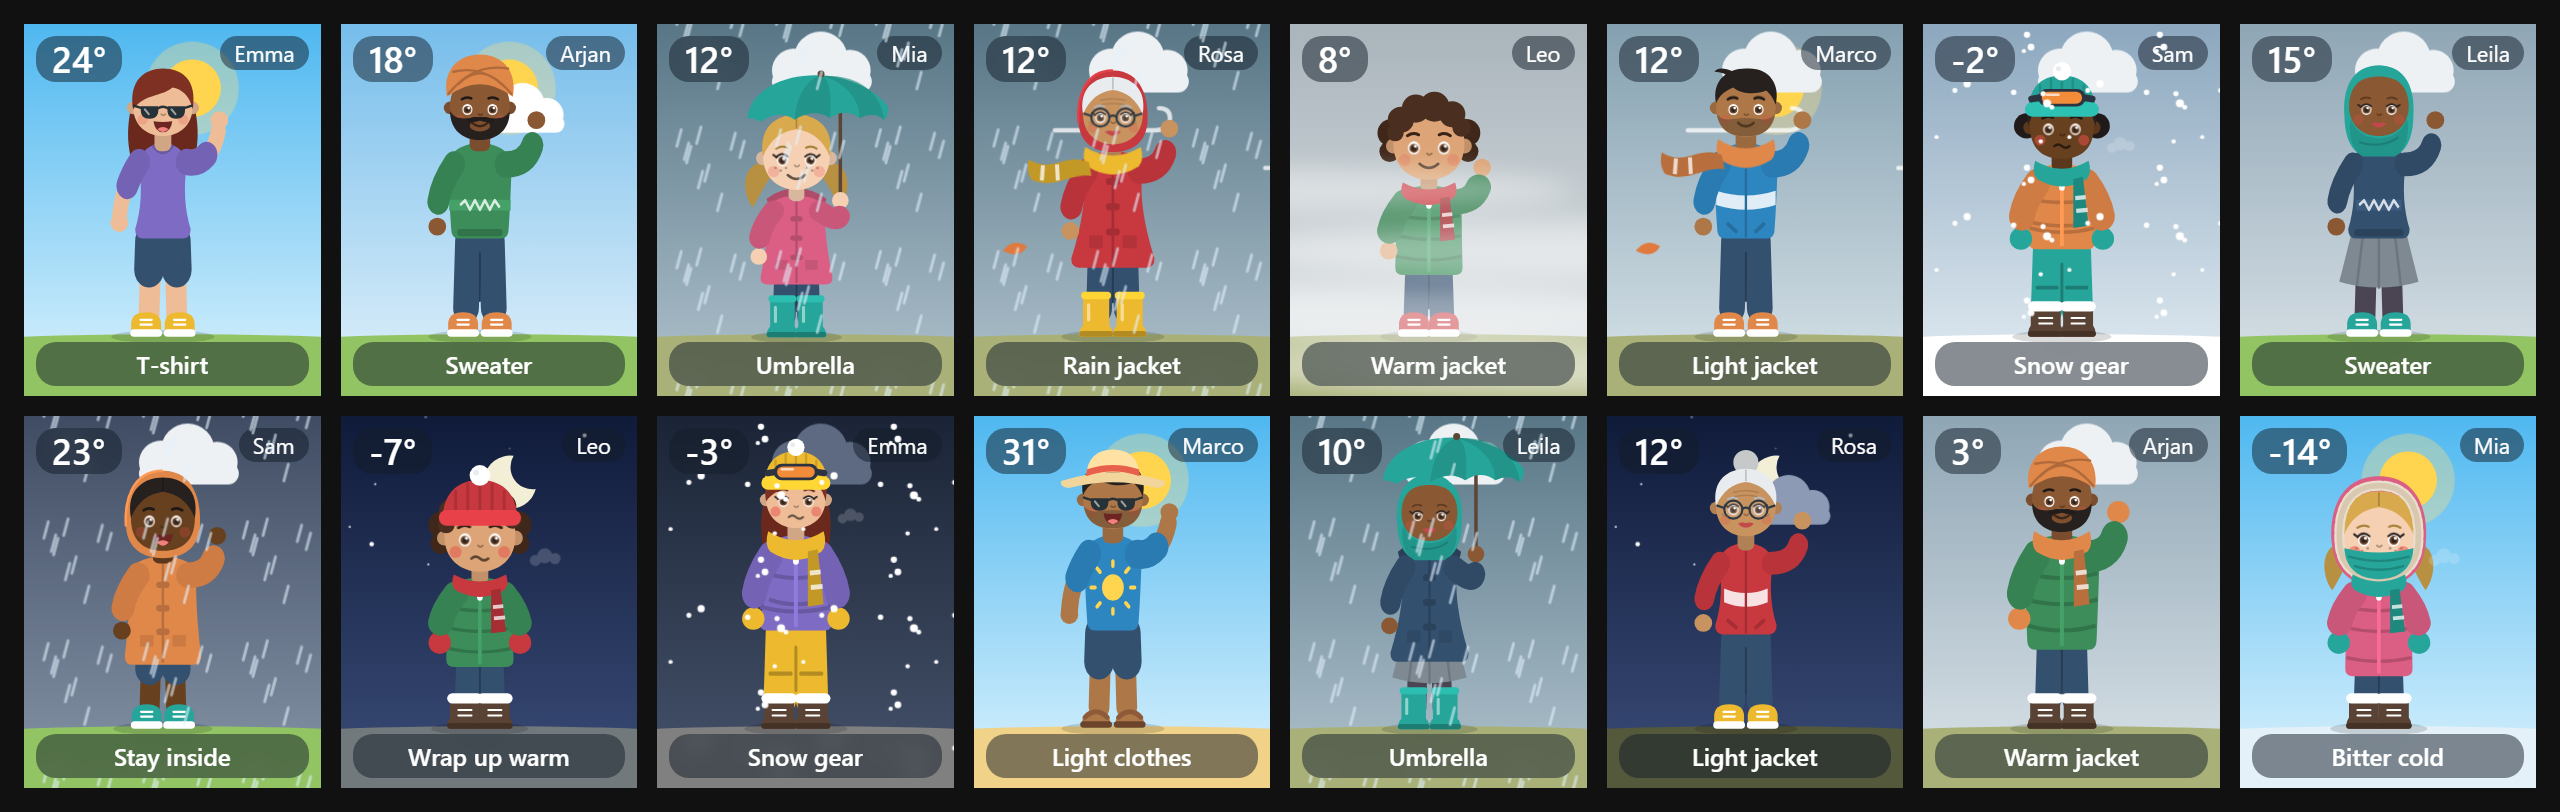 24° Emma
T-shirt
18° Arjan
Sweater
12° Mia
Umbrella
12° Rosa
Rain jacket
8° Leo
Warm jacket
12° Marco
Light jacket
-2° Sam
Snow gear
15° Leila
Sweater
23° Sam
Stay inside
-7° Leo
Wrap up warm
-3° Emma
Snow gear
31° Marco
Light clothes
10° Leila
Umbrella
12° Rosa
Light jacket
3° Arjan
Warm jacket
-14° Mia
Bitter cold